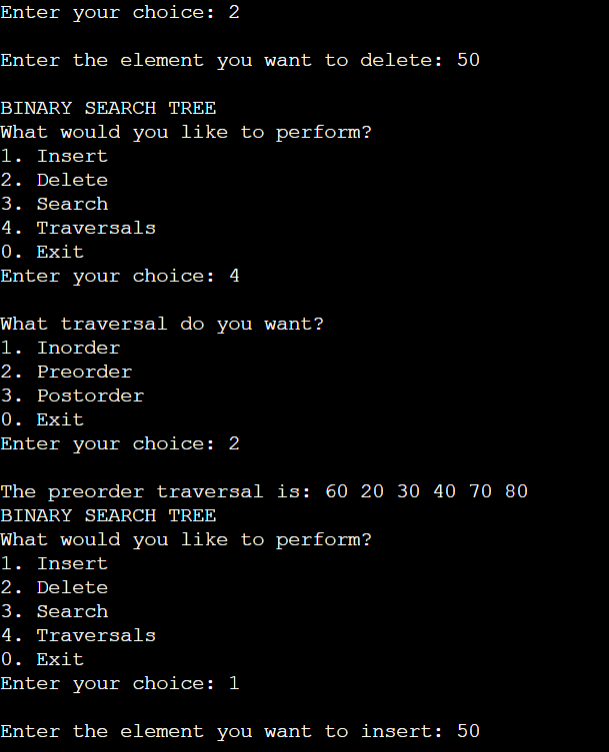 Enter your choice: 2
Enter the element you want to delete: 50
BINARY SEARCH TREE
What would you like to perform?
1. Insert
2. Delete
3. Search
4. Traversals
0. Exit
Enter your choice: 4
What traversal do you want?
1. Inorder
2. Preorder
3. Postorder
0. Exit
Enter your choice: 2
The preorder traversal is: 60 20 30 40 70 80
BINARY SEARCH TREE
What would you like to perform?
1. Insert
2. Delete
3. Search
4. Traversals
0. Exit
Enter your choice: 1
Enter the element you want to insert: 50